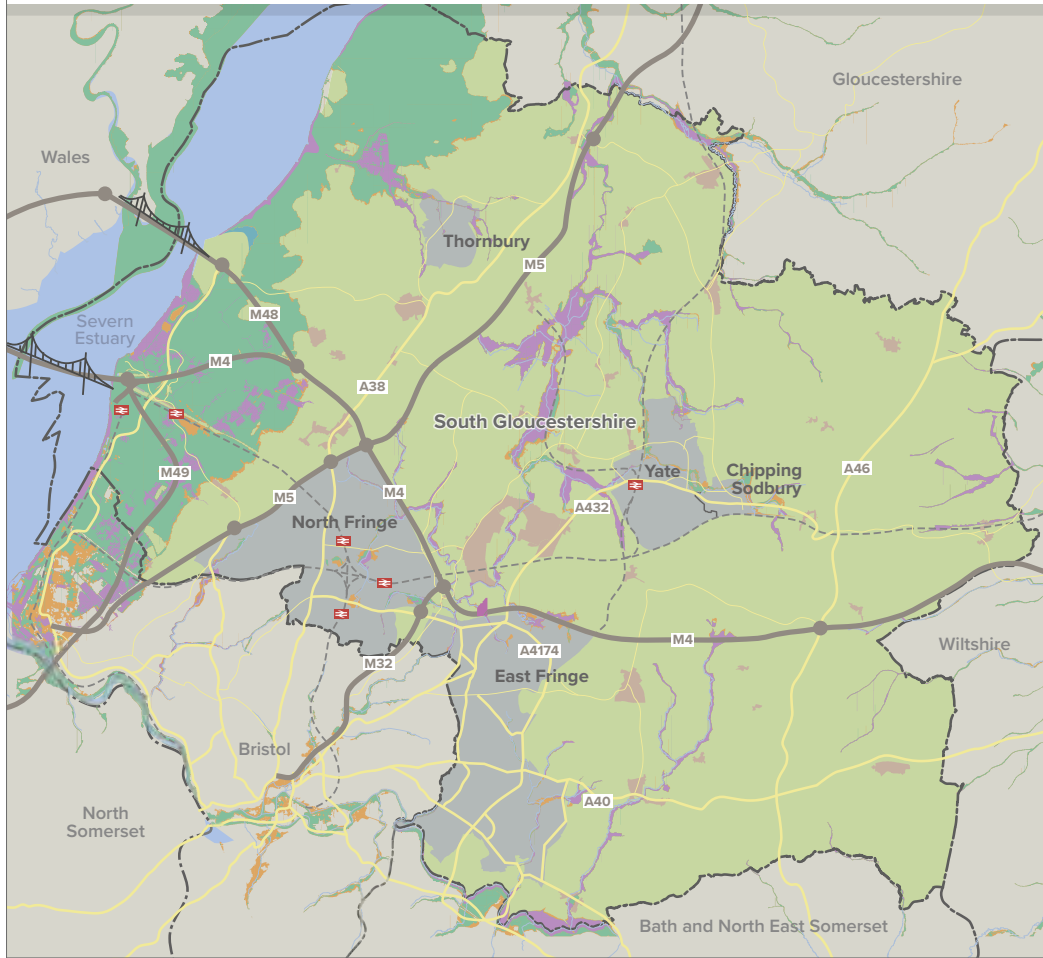 Gloucestershire
Wales
Thornbury
M5
Severn
Estuary
M48
M4
A38
South Gloucestershire
M49
M5
M4
Yate
Chipping
Sodbury
A46
A432
North Fringe
A4174
M4
M32
East Fringe
Wiltshire
Bristol
A40
North
Somerset
Bath and North East Somerset